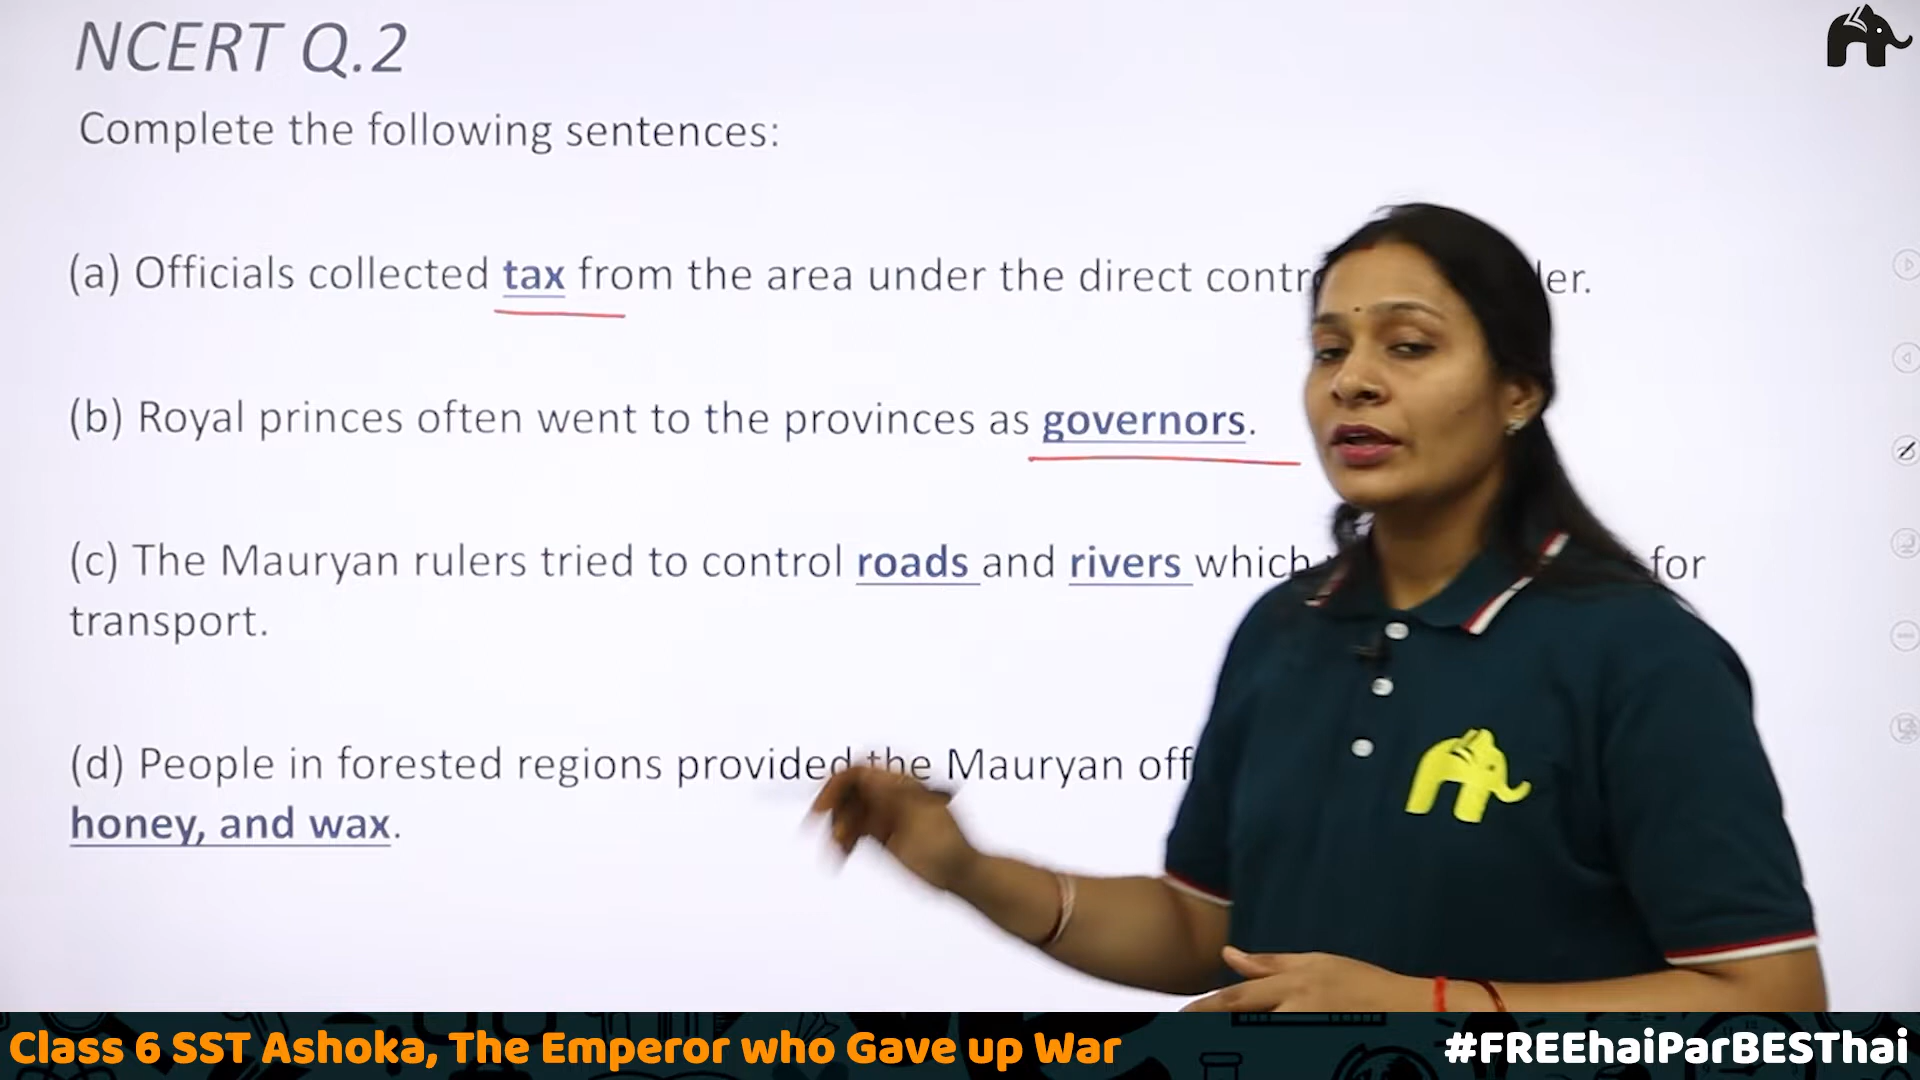 NCERT Q.2
Complete the following sentences:
(a) Officials collected tax from the area under the direct
(b) Royal princes often went to the provinces as governors.
(c) The Mauryan rulers tried to control roads and rivers which for
transport.
(d) People in forested regions provided the Mauryan
honey, and wax.
Class 6 SST Ashoka, The Emperor who Gave up War #FREEhaiParBESThai